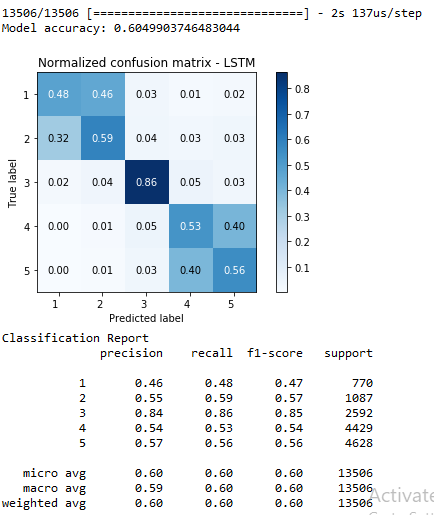 13506/13506 [==============================] - 2s 137us/step
Model accuracy: 0.6049903746483044
Normalized confusion matrix - LSTM
1 0.48 0.46 0.03 0.01 0.02
2 0.32 0.59 0.04 0.03 0.03
3 0.02 0.04 0.86 0.05 0.03
4 0.00 0.01 0.05 0.53 0.40
5 0.00 0.01 0.03 0.40 0.56
1 2 3 4 5
True label
Predicted label
0.8
0.7
0.6
0.5
0.4
0.3
0.2
0.1
Classification Report
precision recall f1-score support
1 0.46 0.48 0.47 770
2 0.55 0.59 0.57 1087
3 0.84 0.86 0.85 2592
4 0.54 0.53 0.54 4429
5 0.57 0.56 0.56 4628
micro avg 0.60 0.60 0.60 13506
macro avg 0.59 0.60 0.60 13506
weighted avg 0.60 0.60 0.60 13506
Activate